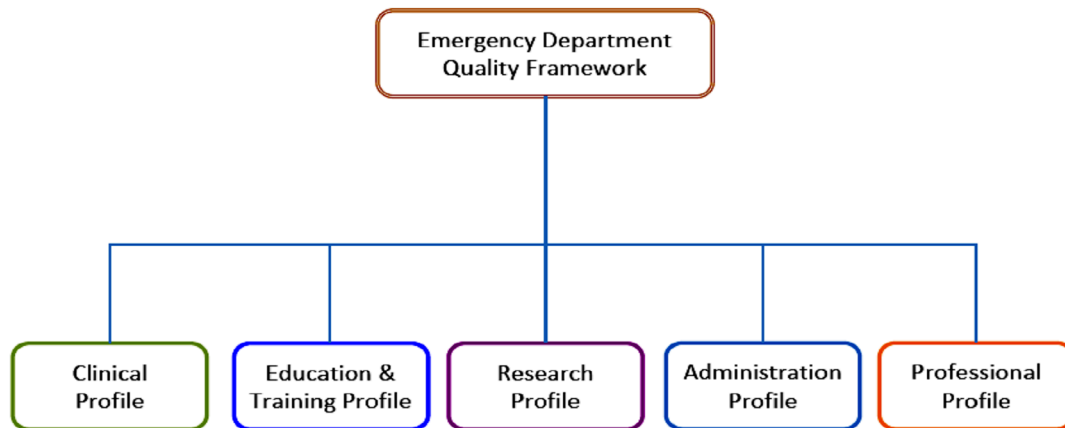 Emergency Department
Quality Framework
Clinical
Profile
Education &
Training Profile
Research
Profile
Administration
Profile
Professional
Profile